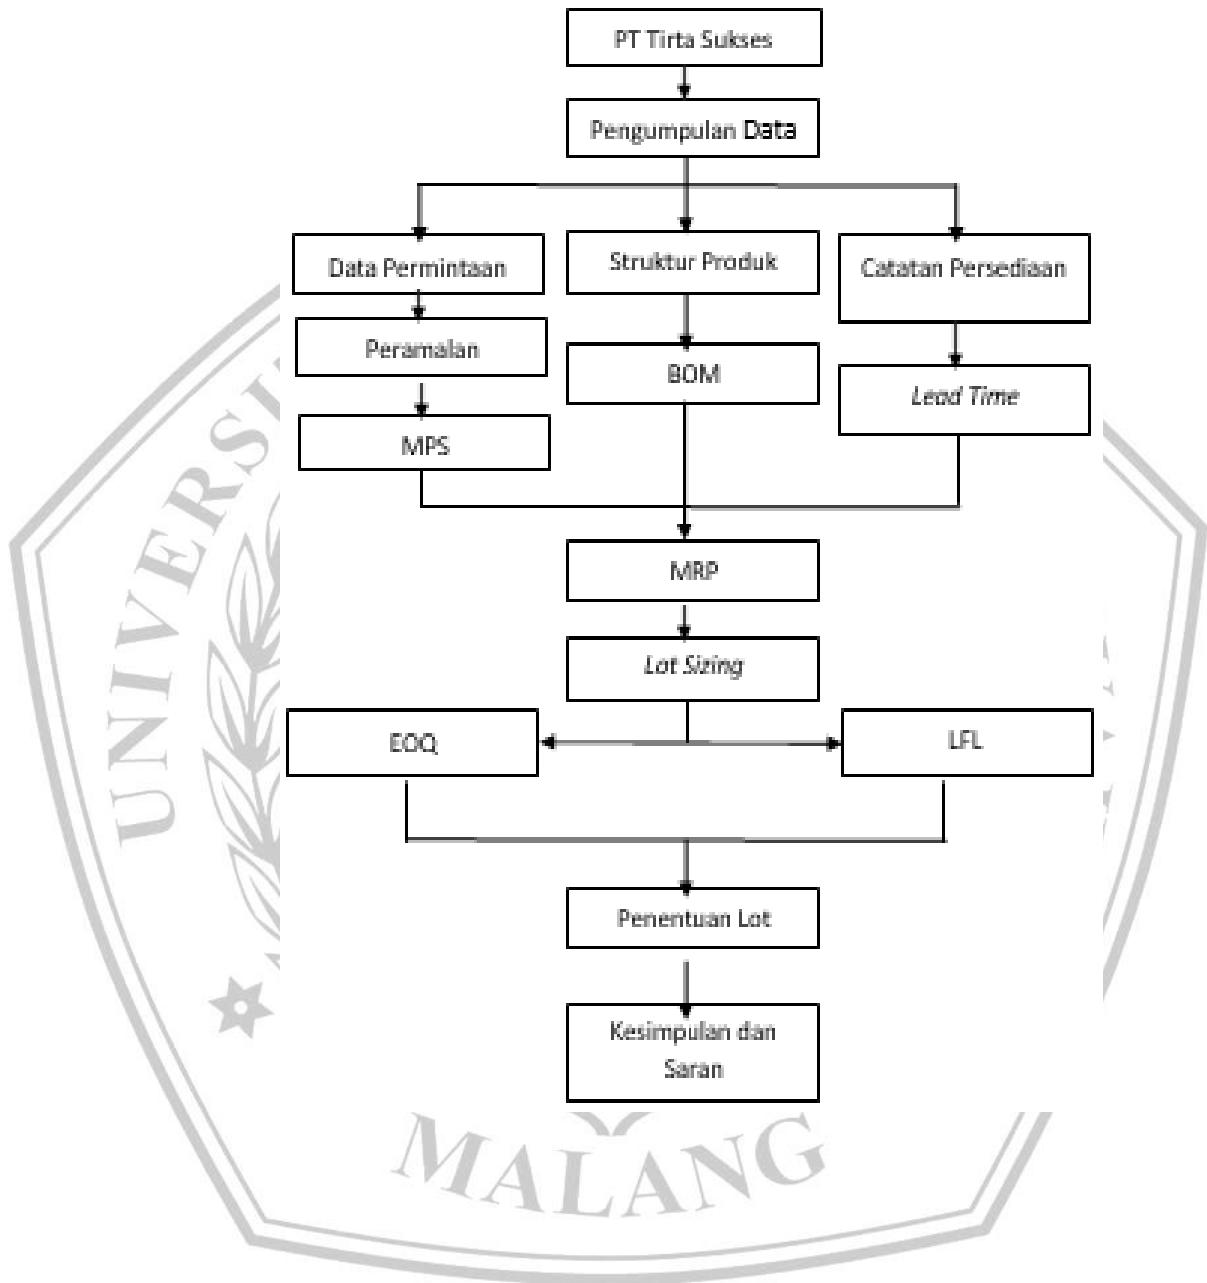 PT Tirta Sukses
Pengumpulan Data
Data Permintaan
Struktur Produk
Catatan Persediaan
Peramalan
BOM
Lead Time
MPS
MRP
Lot Sizing
EOQ
LFL
Penentuan Lot
Kesimpulan dan
Saran
MALANG